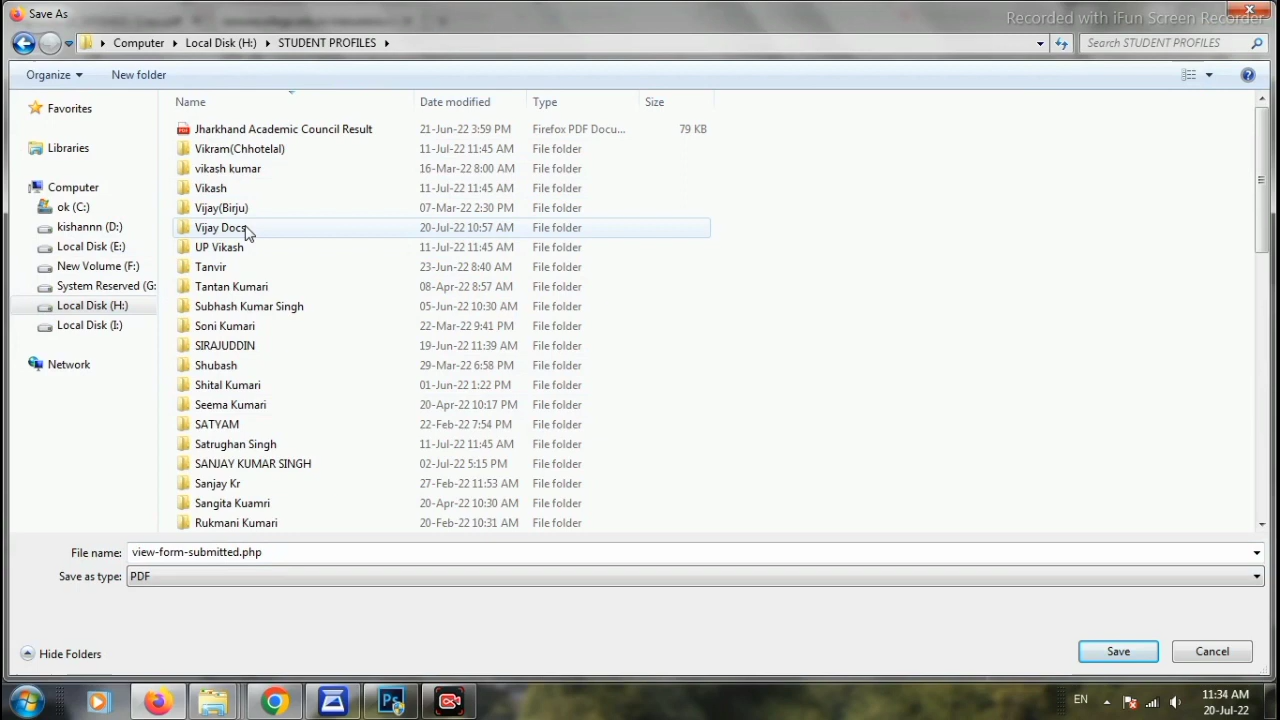 Save As
Recorded with iFun Screen Recorder
Computer Local Disk (H:) STUDENT PROFILES
Search STUDENT PROFILES
Organize New folder
Name Date modified Type Size
Favorites
Libraries
Computer
ok (C:)
kishannn (D:)
Local Disk (E:)
New Volume (F:)
System Reserved (G:
Local Disk (H:)
Local Disk (I:)
Network
Jharkhand Academic Council Result 21-Jun-22 3:59 PM Firefox PDF Docu... 79 KB
Vikram(Chhotelal) 11-Jul-22 11:45 AM File folder
vikash kumar 16-Mar-22 8:00 AM File folder
Vikash 11-Jul-22 11:45 AM File folder
Vijay(Birju) 07-Mar-22 2:30 PM File folder
Vijay Docs 20-Jul-22 10:57 AM File folder
UP Vikash 11-Jul-22 11:45 AM File folder
Tanvir 23-Jun-22 8:40 AM File folder
Tantan Kumari 08-Apr-22 8:57 AM File folder
Subhash Kumar Singh 05-Jun-22 10:30 AM File folder
Soni Kumari 22-Mar-22 9:41 PM File folder
SIRAJUDDIN 19-Jun-22 11:39 AM File folder
Shubash 29-Mar-22 6:58 PM File folder
Shital Kumari 01-Jun-22 1:22 PM File folder
Seema Kumari 20-Apr-22 10:17 PM File folder
SATYAM 22-Feb-22 7:54 PM File folder
Satrughan Singh 11-Jul-22 11:45 AM File folder
SANJAY KUMAR SINGH 02-Jul-22 5:15 PM File folder
Sanjay Kr 27-Feb-22 11:53 AM File folder
Sangita Kuamri 20-Apr-22 10:30 AM File folder
Rukmani Kumari 20-Feb-22 10:31 AM File folder
File name: view-form-submitted.php
Save as type: PDF
Hide Folders Save Cancel
Ps
EN 11:34 AM
20-Jul-22